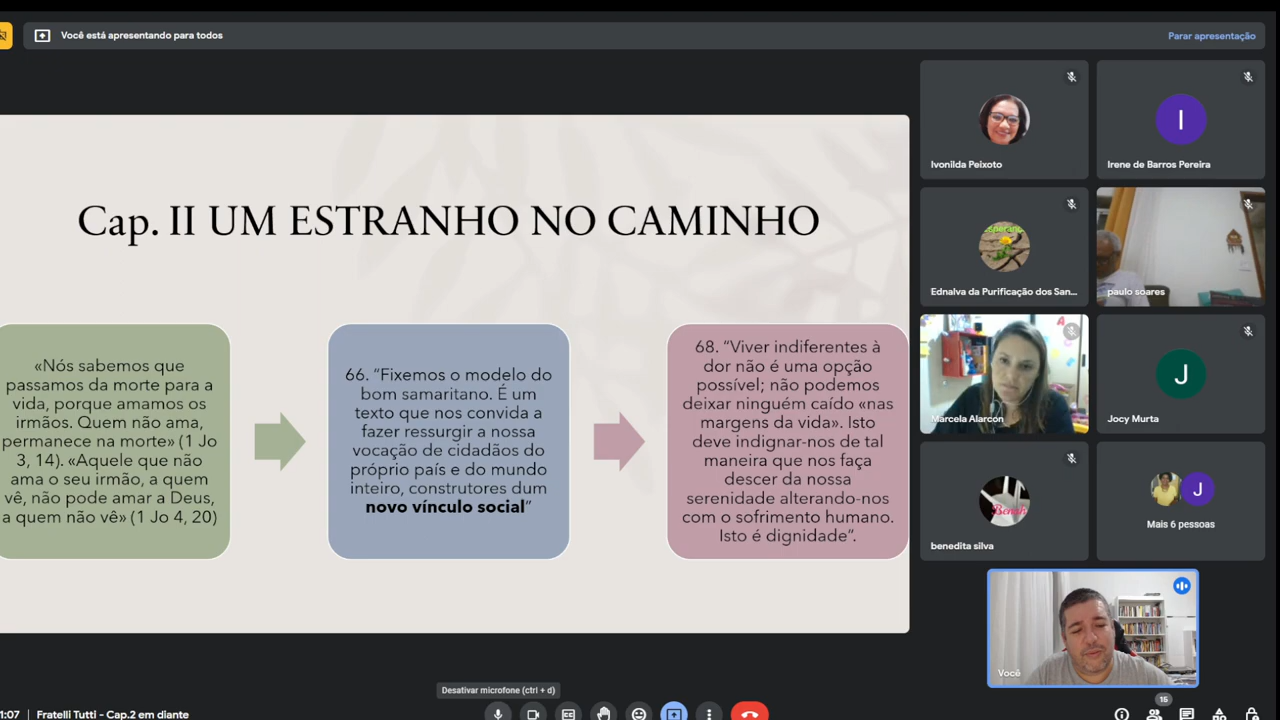 Você está apresentando para todos
Parar apresentação
Cap. II UM ESTRANHO NO CAMINHO
«Nós sabemos que
passamos da morte para a
vida, porque amamos os
irmãos. Quem não ama,
permanece na morte» (1 Jo
3, 14). «Aquele que não
ama o seu irmão, a quem
vê, não pode amar a Deus,
a quem não vê» (1 Jo 4, 20)
66. “Fixemos o modelo do
bom samaritano. É um
texto que nos convida a
fazer ressurgir a nossa
vocação de cidadãos do
próprio país e do mundo
inteiro, construtores dum
novo vínculo social”
68. “Viver indiferentes à
dor não é uma opção
possível; não podemos
deixar ninguém caído «nas
margens da vida». Isto
deve indignar-nos de tal
maneira que nos faça
descer da nossa
serenidade alterando-nos
com o sofrimento humano.
Isto é dignidade”.
Ivonilda Peixoto
I
Irene de Barros Pereira
Ednalva da Purificação dos San...
paulo soares
Marcela Alarcon
J
Jocy Murta
benedita silva
J
Mais 6 pessoas
Você
Desativar microfone (ctrl + d)
16
1:07 | Fratelli Tutti - Cap.2 em diante